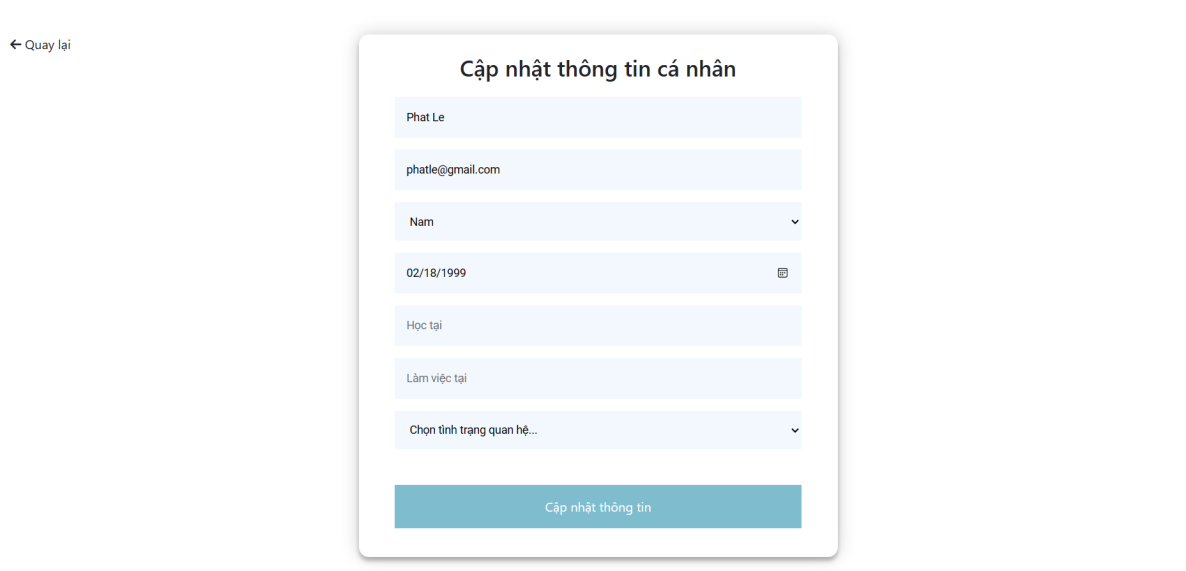 Quay lại
Cập nhật thông tin cá nhân
Phat Le
phatle@gmail.com
Nam
02/18/1999
Học tại
Làm việc tại
Chọn tình trạng quan hệ...
Cập nhật thông tin